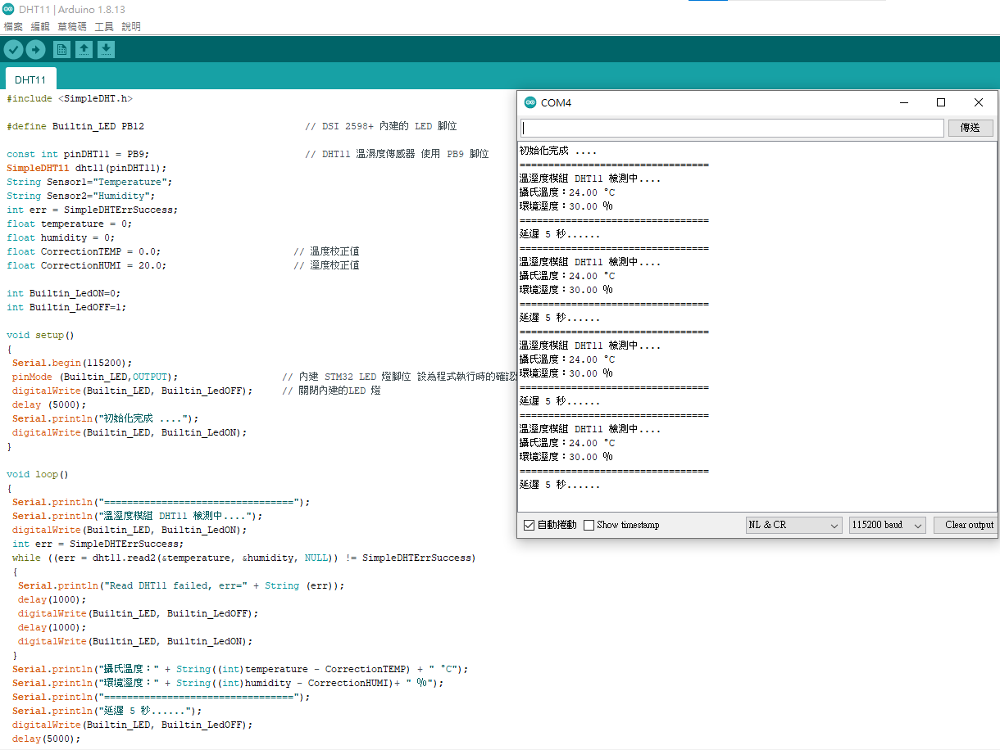 DHT11 | Arduino 1.8.13
檔案 編輯 草稿碼 工具 說明
DHT11
#include <SimpleDHT.h>
#define Builtin_LED PB12 // DSI 2598+ 內建的 LED 腳位
const int pinDHT11 = PB9; // DHT11 溫濕度傳感器 使用 PB9 腳位
SimpleDHT11 dht11(pinDHT11);
String Sensor1="Temperature";
String Sensor2="Humidity";
int err = SimpleDHTErrSuccess;
float temperature = 0;
float humidity = 0;
float CorrectionTEMP = 0.0; // 溫度校正值
float CorrectionHUMI = 20.0; // 溼度校正值
int Builtin_LedON=0;
int Builtin_LedOFF=1;
void setup()
{
Serial.begin(115200);
pinMode (Builtin_LED,OUTPUT); // 內建 STM32 LED 燈腳位 設為程式執行時的確認
digitalWrite(Builtin_LED, Builtin_LedOFF); // 關閉內建的LED 燈
delay (5000);
Serial.println("初始化完成 ....");
digitalWrite(Builtin_LED, Builtin_LedON);
}
void loop()
{
Serial.println("=================================");
Serial.println("溫溼度模組 DHT11 檢測中....");
digitalWrite(Builtin_LED, Builtin_LedON);
int err = SimpleDHTErrSuccess;
while ((err = dht11.read2(&temperature, &humidity, NULL)) != SimpleDHTErrSuccess)
{
Serial.println("Read DHT11 failed, err=" + String (err));
delay(1000);
digitalWrite(Builtin_LED, Builtin_LedOFF);
delay(1000);
digitalWrite(Builtin_LED, Builtin_LedON);
}
Serial.println("攝氏溫度：" + String((int)temperature - CorrectionTEMP) + " °C");
Serial.println("環境溼度：" + String((int)humidity - CorrectionHUMI)+ " %");
Serial.println("=================================");
Serial.println("延遲 5 秒......");
digitalWrite(Builtin_LED, Builtin_LedOFF);
delay(5000);
COM4
傳送
初始化完成 ....
=================================
溫溼度模組 DHT11 檢測中....
攝氏溫度：24.00 °C
環境溼度：30.00 %
=================================
延遲 5 秒......
=================================
溫溼度模組 DHT11 檢測中....
攝氏溫度：24.00 °C
環境溼度：30.00 %
=================================
延遲 5 秒......
=================================
溫溼度模組 DHT11 檢測中....
攝氏溫度：24.00 °C
環境溼度：30.00 %
=================================
延遲 5 秒......
=================================
溫溼度模組 DHT11 檢測中....
攝氏溫度：24.00 °C
環境溼度：30.00 %
=================================
延遲 5 秒......
自動捲動 Show timestamp NL & CR 115200 baud Clear output